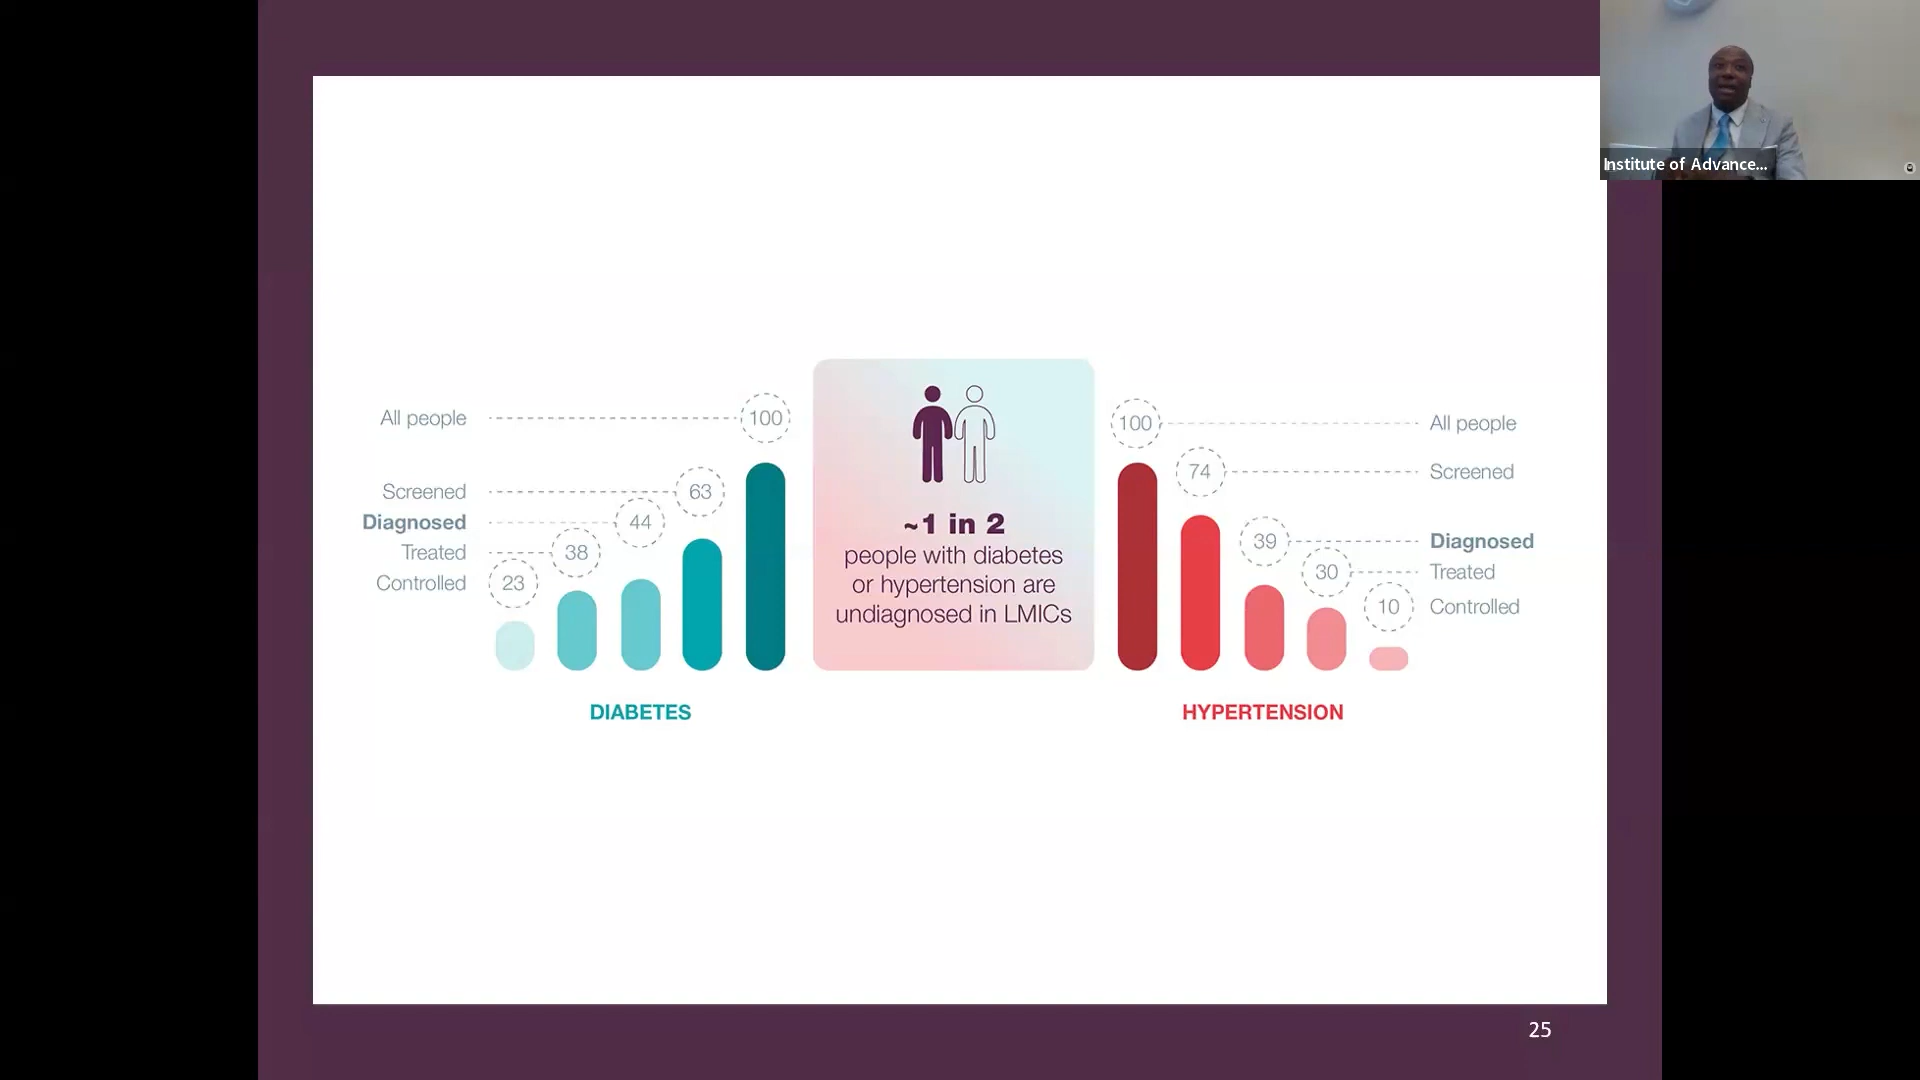 Institute of Advance...
All people
100
Screened
63
Diagnosed
44
Treated
38
Controlled
23
DIABETES
~1 in 2
people with diabetes
or hypertension are
undiagnosed in LMICs
100
All people
74
Screened
39
Diagnosed
30
Treated
10
Controlled
HYPERTENSION
25